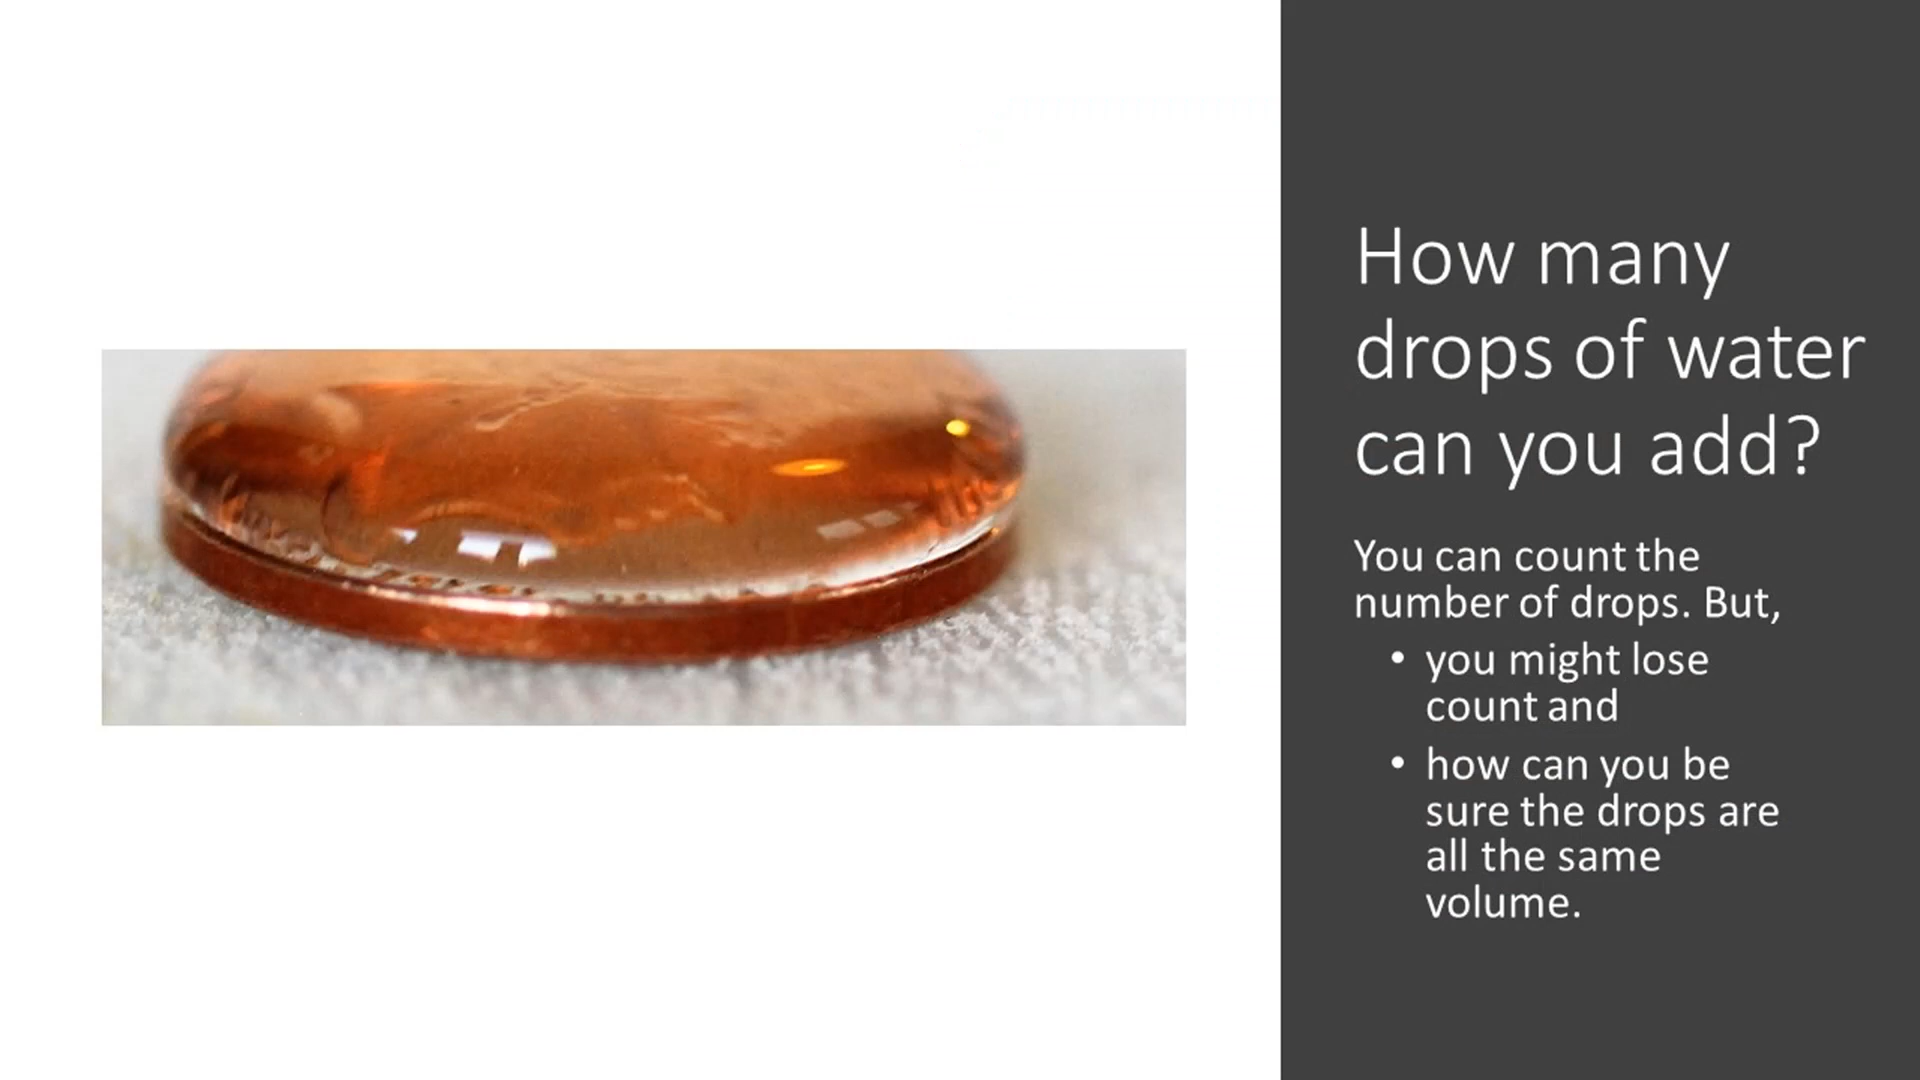 How many
drops of water
can you add?
You can count the
number of drops. But,
• you might lose
count and
• how can you be
sure the drops are
all the same
volume.